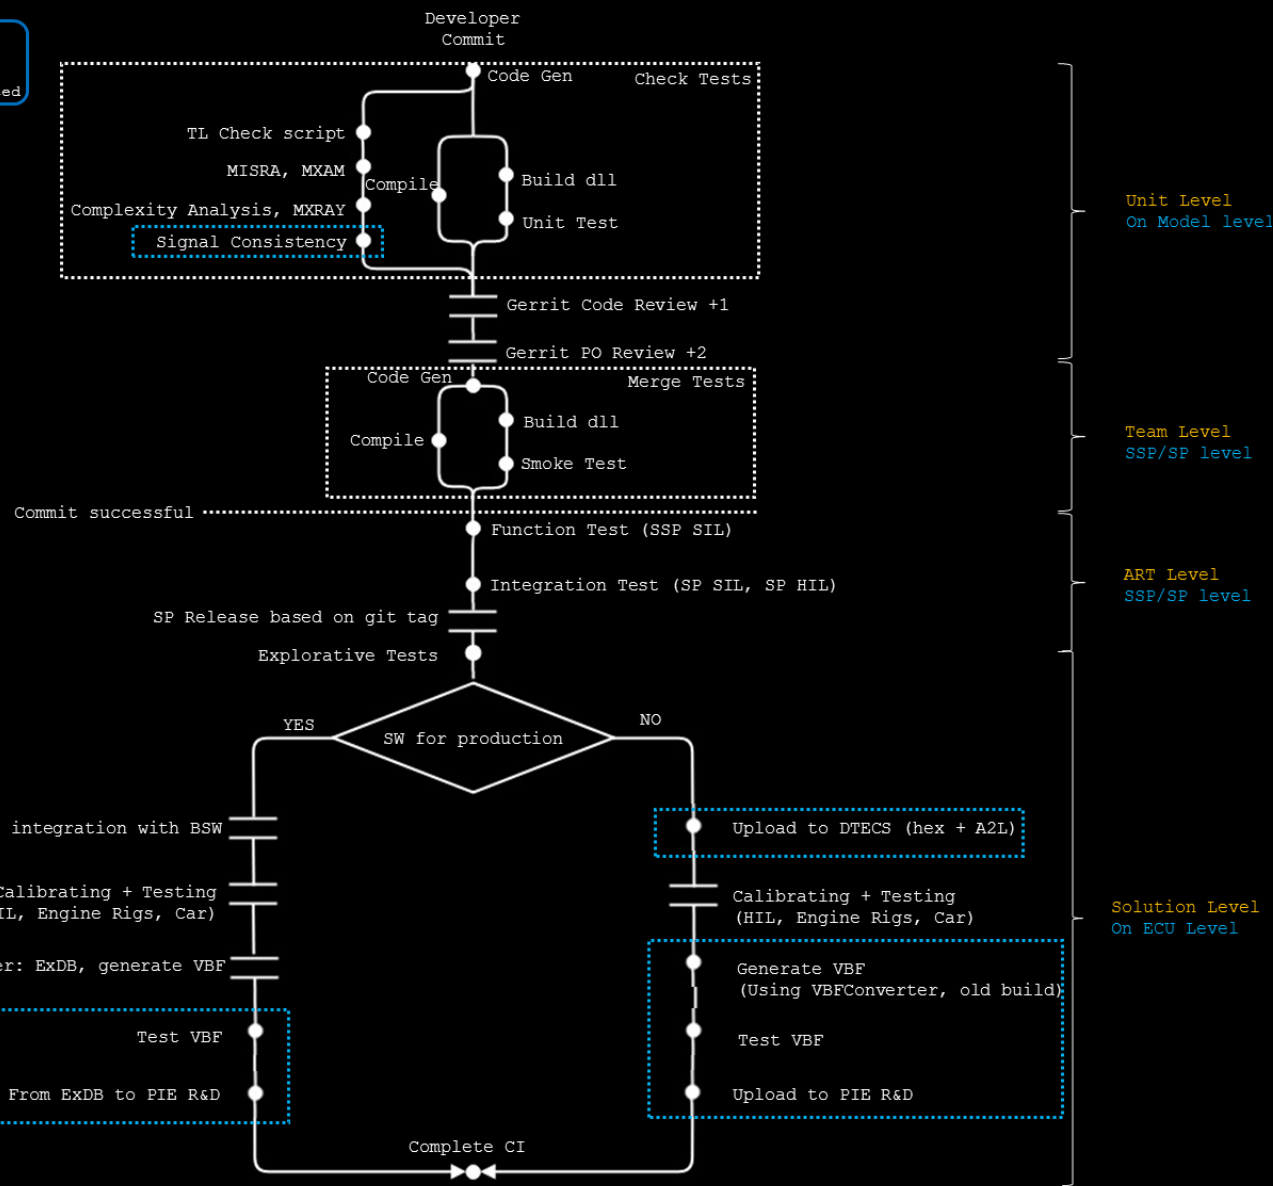 Developer
Commit
ted
Code Gen
Check Tests
TL Check script
MISRA, MXAM
Compile
Build dll
Complexity Analysis, MXRAY
Unit Test
Signal Consistency
Unit Level
On Model level
Gerrit Code Review +1
Gerrit PO Review +2
Code Gen
Merge Tests
Build dll
Compile
Smoke Test
Team Level
SSP/SP level
Commit successful
Function Test (SSP SIL)
Integration Test (SP SIL, SP HIL)
ART Level
SSP/SP level
SP Release based on git tag
Explorative Tests
YES
NO
SW for production
integration with BSW
Calibrating + Testing
IL, Engine Rigs, Car)
er: ExDB, generate VBF
Test VBF
From ExDB to PIE R&D
Upload to DTECS (hex + A2L)
Calibrating + Testing
(HIL, Engine Rigs, Car)
Generate VBF
(Using VBFConverter, old build)
Test VBF
Upload to PIE R&D
Solution Level
On ECU Level
Complete CI